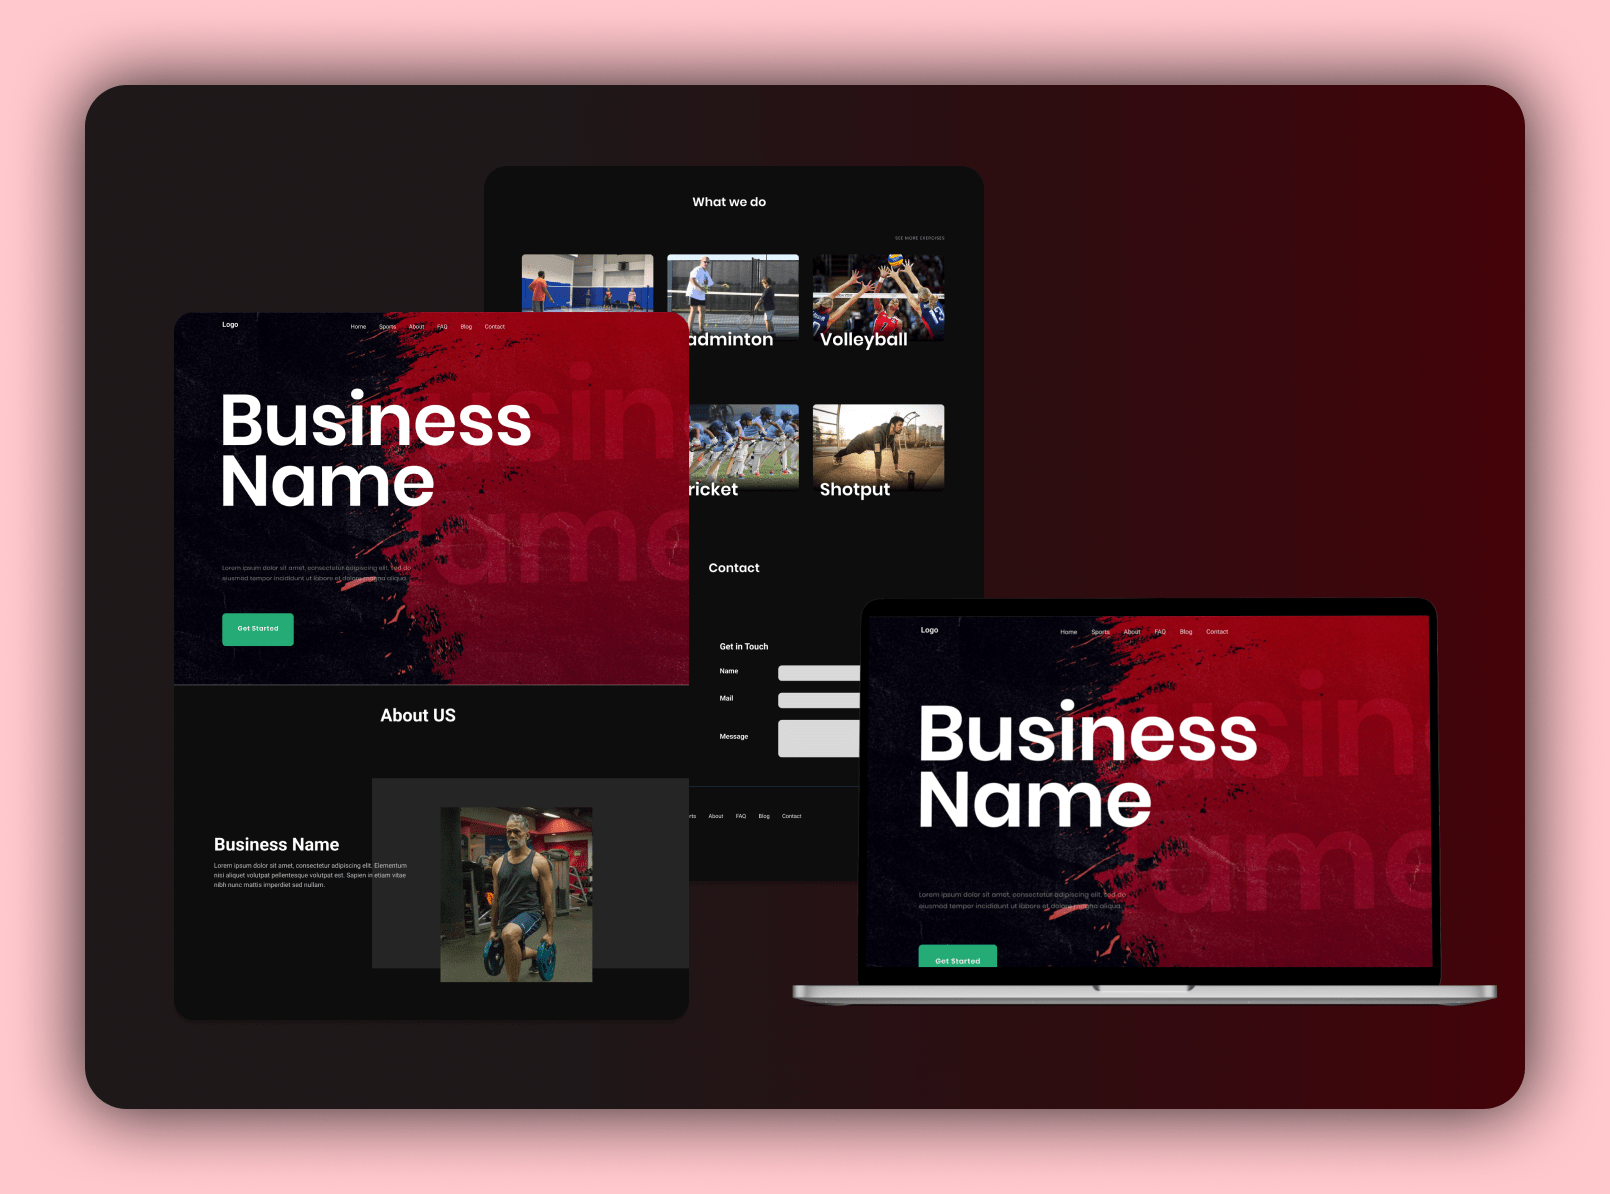 What we do
SEE MORE EXERCISES
adminton
Volleyball
ricket
Shotput
Contact
Get in Touch
Name
Mail
Message
rts About FAQ Blog Contact
Logo
Home Sports About FAQ Blog Contact
usin
Business
Name
ame
Lorem ipsum dolor sit amet, consectetur adipiscing elit, sed do
eiusmod tempor incididunt ut labore et dolore magna aliqua.
Get Started
About US
Business Name
Lorem ipsum dolor sit amet, consectetur adipiscing elit. Elementum
nisi aliquet volutpat pellentesque volutpat est. Sapien in etiam vitae
nibh nunc mattis imperdiet sed nullam.
Logo
Home Sports About FAQ Blog Contact
usin
Business
Name
ame
Lorem ipsum dolor sit amet, consectetur adipiscing elit, sed do
eiusmod tempor incididunt ut labore et dolore magna aliqua.
Get Started